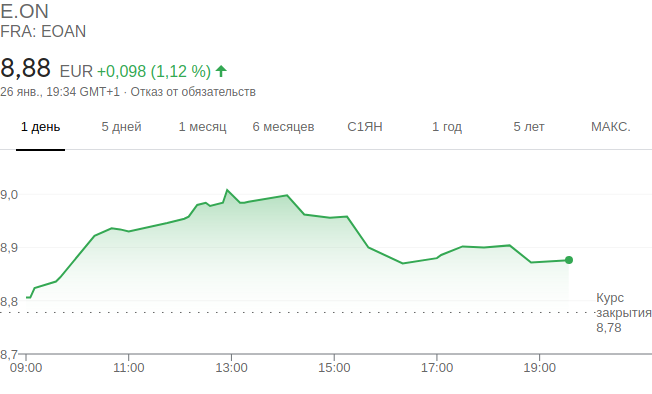 E.ON
FRA: EOAN
8,88 EUR +0,098 (1,12 %)
26 янв., 19:34 GMT+1 · Отказ от обязательств
1 день 5 дней 1 месяц 6 месяцев С1ЯН 1 год 5 лет МАКС.
9,0
8,9
8,8
Курс
закрытия
8,78
8,7
09:00 11:00 13:00 15:00 17:00 19:00